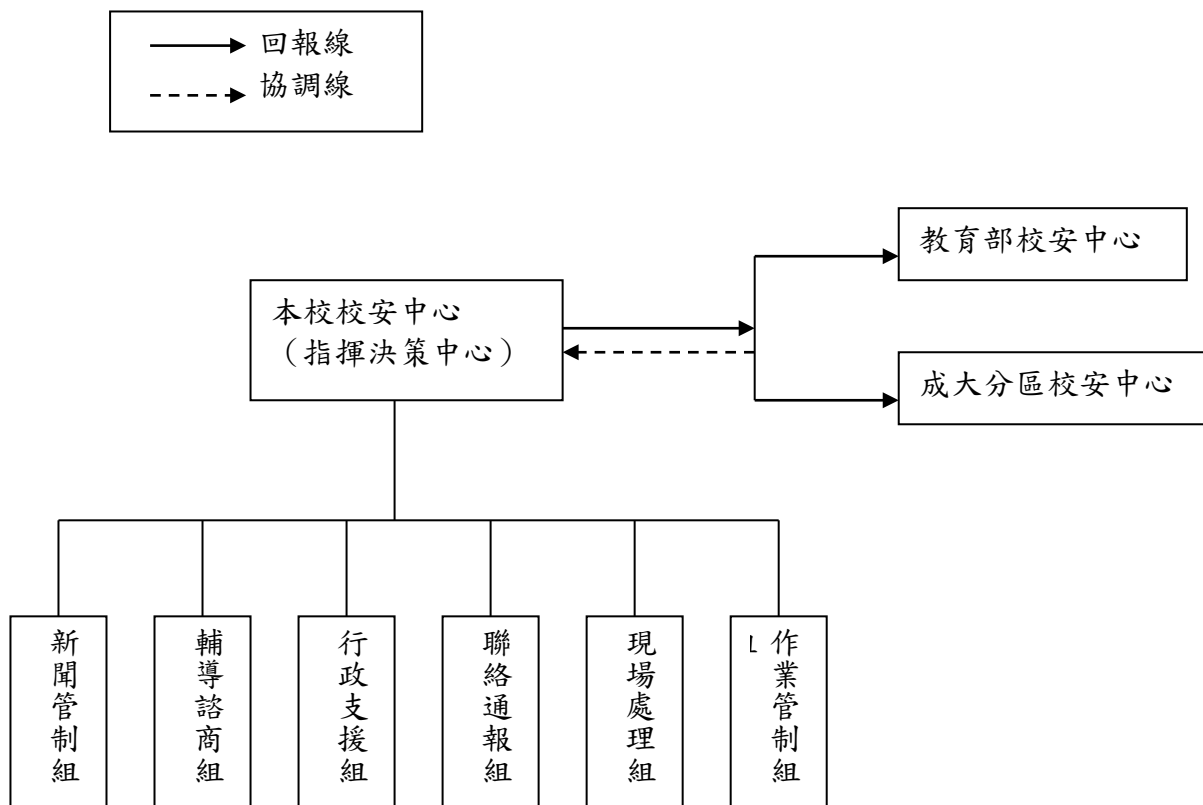 回報線
協調線
教育部校安中心
本校校安中心
（指揮決策中心）
成大分區校安中心
新聞管制組
輔導諮商組
行政支援組
聯絡通報組
現場處理組
作業管制組